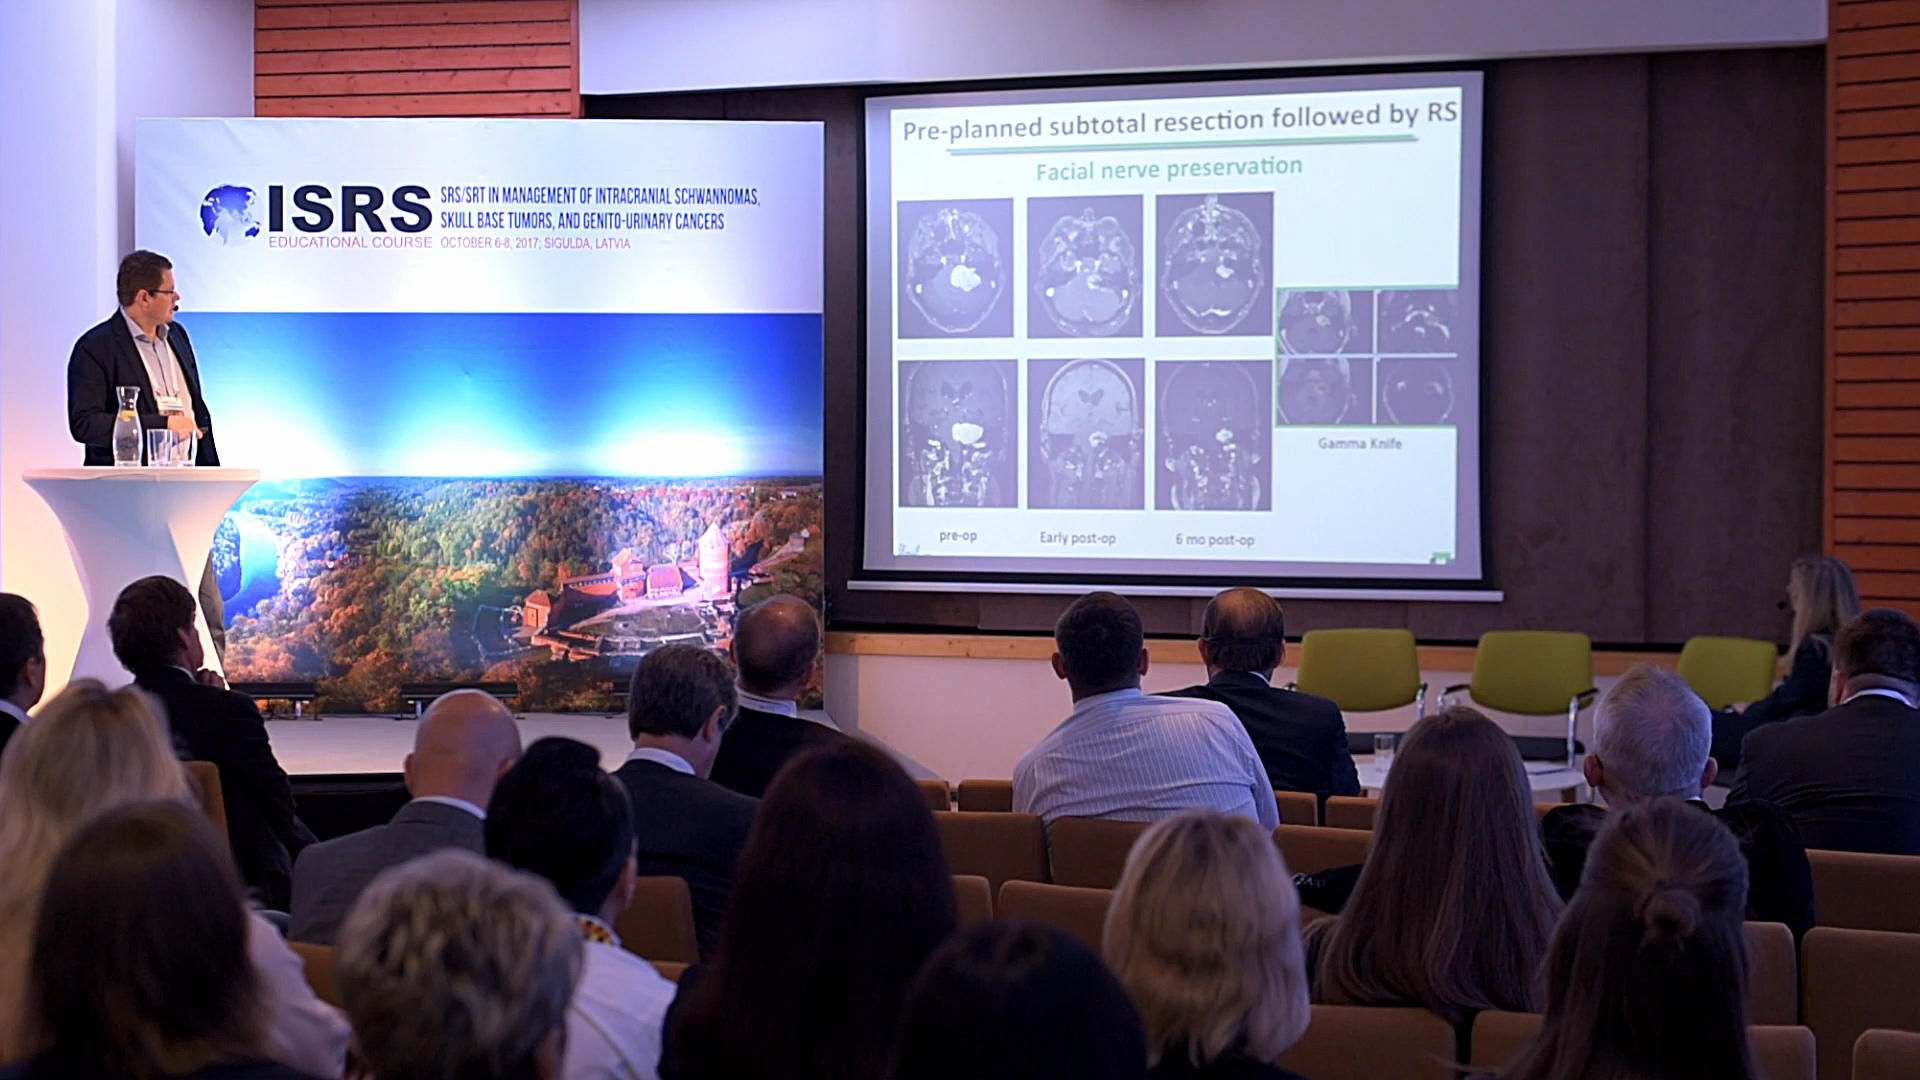 ISRS
EDUCATIONAL COURSE
SRS/SRT IN MANAGEMENT OF INTRACRANIAL SCHWANNOMAS,
SKULL BASE TUMORS, AND GENITO-URINARY CANCERS
OCTOBER 6-8, 2017; SIGULDA, LATVIA
Pre-planned subtotal resection followed by RS
Facial nerve preservation
Gamma Knife
pre-op
Early post-op
6 mo post-op